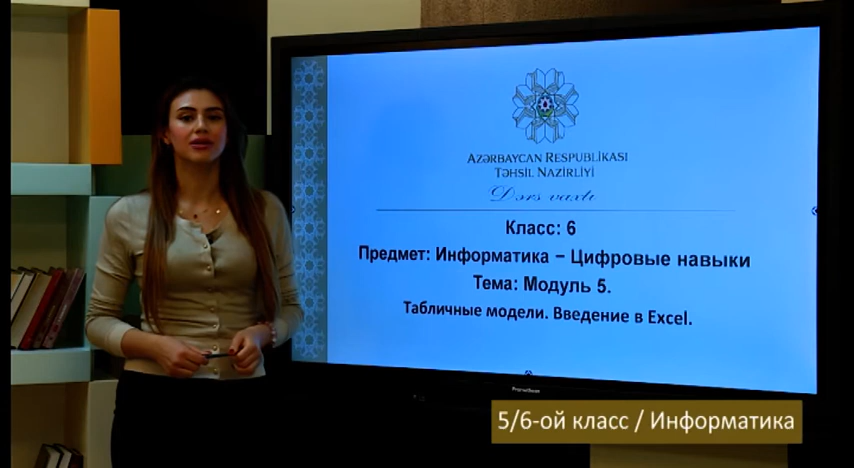 AZƏRBAYCAN RESPUBLİKASI
TƏHSİL NAZİRLİYİ
Dərs vaxtı
Класс: 6
Предмет: Информатика – Цифровые навыки
Тема: Модуль 5.
Табличные модели. Введение в Excel.
Promethean
5/6-ой класс / Информатика